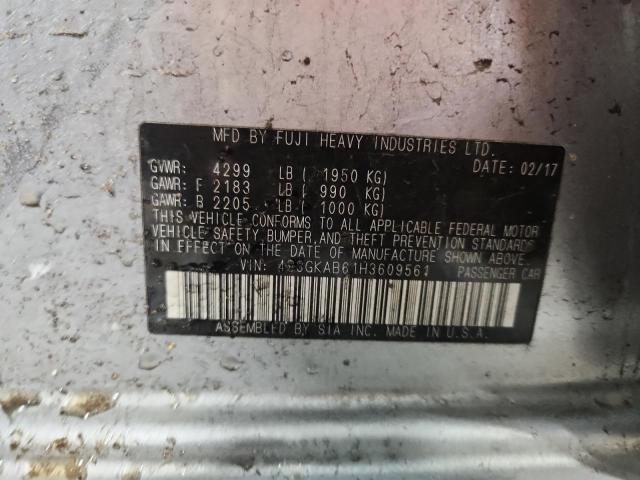 MFD BY FUJI HEAVY INDUSTRIES LTD.
GVWR: 4299 LB ( 1950 KG) DATE: 02/17
GAWR: F 2183 LB ( 990 KG)
GAWR: B 2205 LB ( 1000 KG)
THIS VEHICLE CONFORMS TO ALL APPLICABLE FEDERAL MOTOR
VEHICLE SAFETY, BUMPER, AND THEFT PREVENTION STANDARDS
IN EFFECT ON THE DATE OF MANUFACTURE SHOWN ABOVE.
VIN: 4S3GKAB61H3609561 PASSENGER CAR
ASSEMBLED BY SIA INC. MADE IN U.S.A.